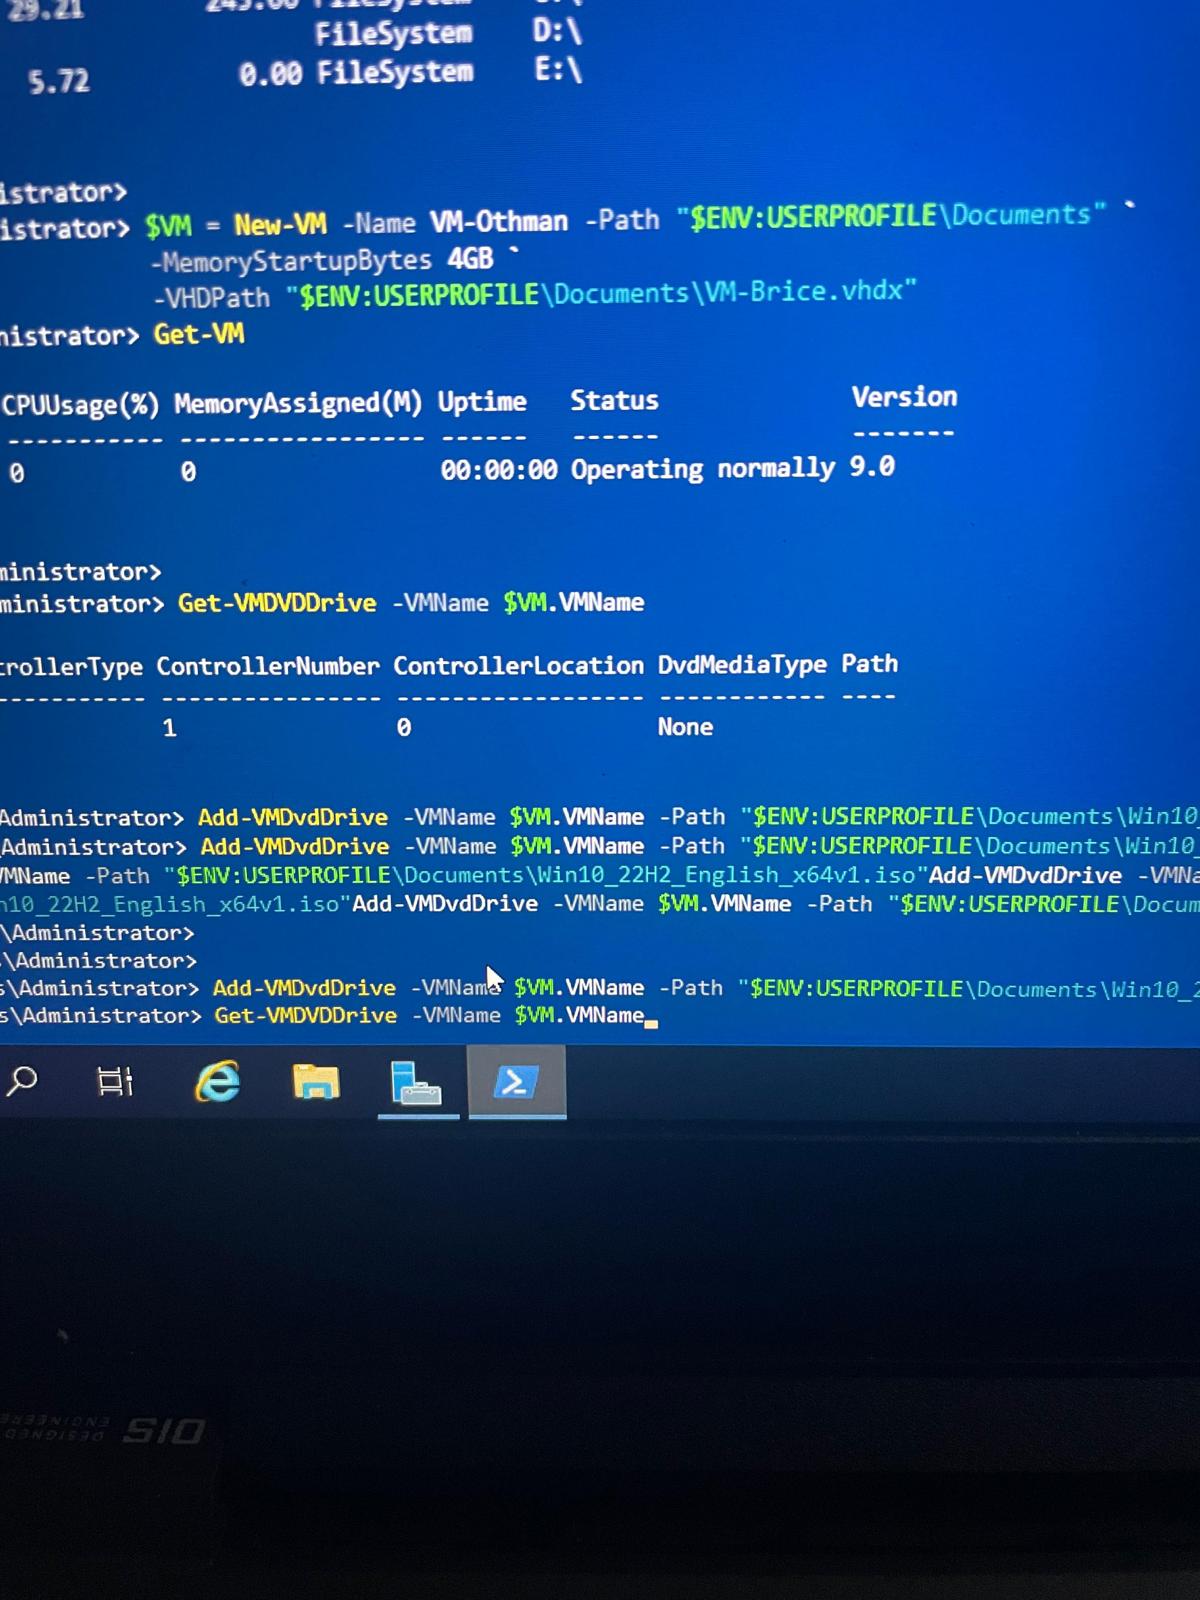 29.21 245.00 FileSystem C:\
FileSystem D:\
5.72 0.00 FileSystem E:\
istrator>
istrator> $VM = New-VM -Name VM-Othman -Path "$ENV:USERPROFILE\Documents" `
-MemoryStartupBytes 4GB `
-VHDPath "$ENV:USERPROFILE\Documents\VM-Brice.vhdx"
nistrator> Get-VM
CPUUsage(%) MemoryAssigned(M) Uptime Status Version
----------- ----------------- ------ ------ -------
0 0 00:00:00 Operating normally 9.0
ministrator>
ministrator> Get-VMDVDDrive -VMName $VM.VMName
trollerType ControllerNumber ControllerLocation DvdMediaType Path
----------- ---------------- ------------------ ------------ ----
1 0 None
Administrator> Add-VMDvdDrive -VMName $VM.VMName -Path "$ENV:USERPROFILE\Documents\Win10_
\Administrator> Add-VMDvdDrive -VMName $VM.VMName -Path "$ENV:USERPROFILE\Documents\Win10_
VMName -Path "$ENV:USERPROFILE\Documents\Win10_22H2_English_x64v1.iso"Add-VMDvdDrive -VMNa
n10_22H2_English_x64v1.iso"Add-VMDvdDrive -VMName $VM.VMName -Path "$ENV:USERPROFILE\Docum
\Administrator>
\Administrator>
s\Administrator> Add-VMDvdDrive -VMName $VM.VMName -Path "$ENV:USERPROFILE\Documents\Win10_2
s\Administrator> Get-VMDVDDrive -VMName $VM.VMName